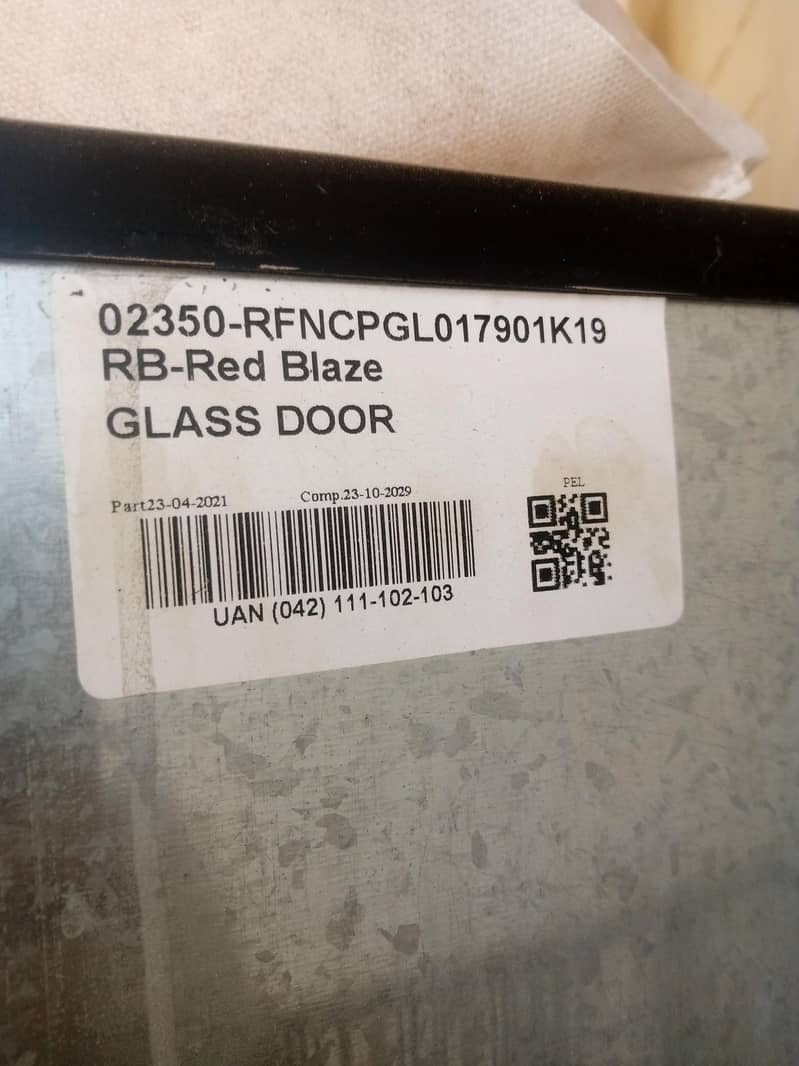 02350-RFNCPGL017901K19
RB-Red Blaze
GLASS DOOR
Part23-04-2021 Comp.23-10-2029
PEL
UAN (042) 111-102-103